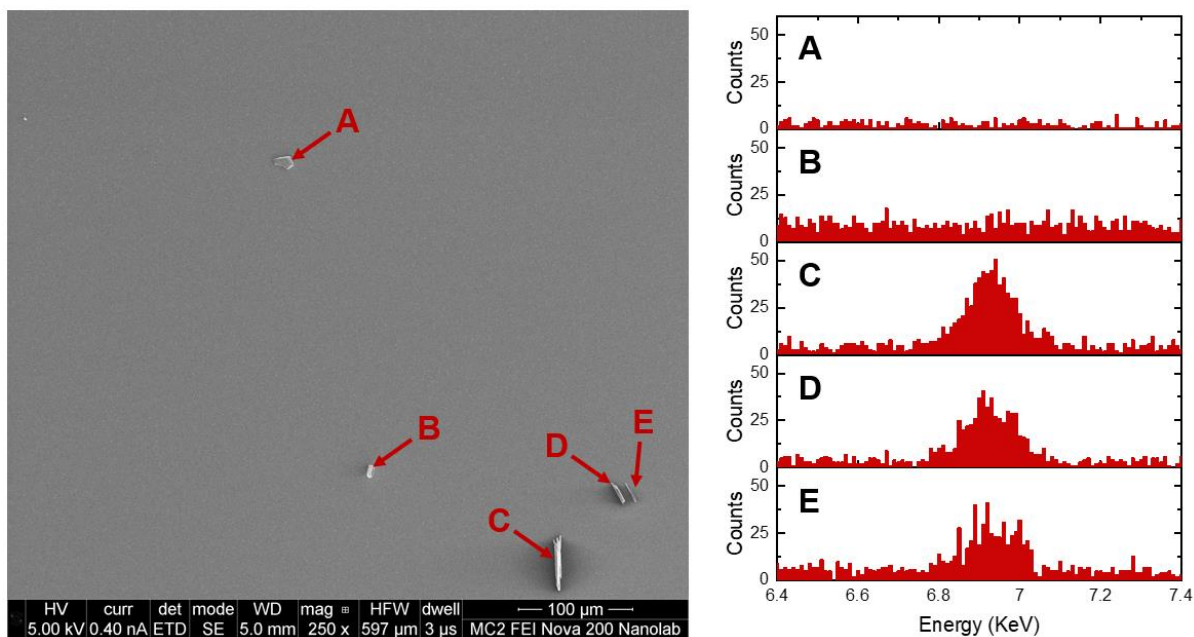 A
B
D
E
C
HV
curr
det
mode
WD
mag ⊞
HFW
dwell
5.00 kV
0.40 nA
ETD
SE
5.0 mm
250 x
597 µm
3 µs
100 µm
MC2 FEI Nova 200 Nanolab
Counts
50
25
0
A
Counts
50
25
0
B
Counts
50
25
0
C
Counts
50
25
0
D
Counts
50
25
0
E
6.4
6.6
6.8
7
7.2
7.4
Energy (KeV)